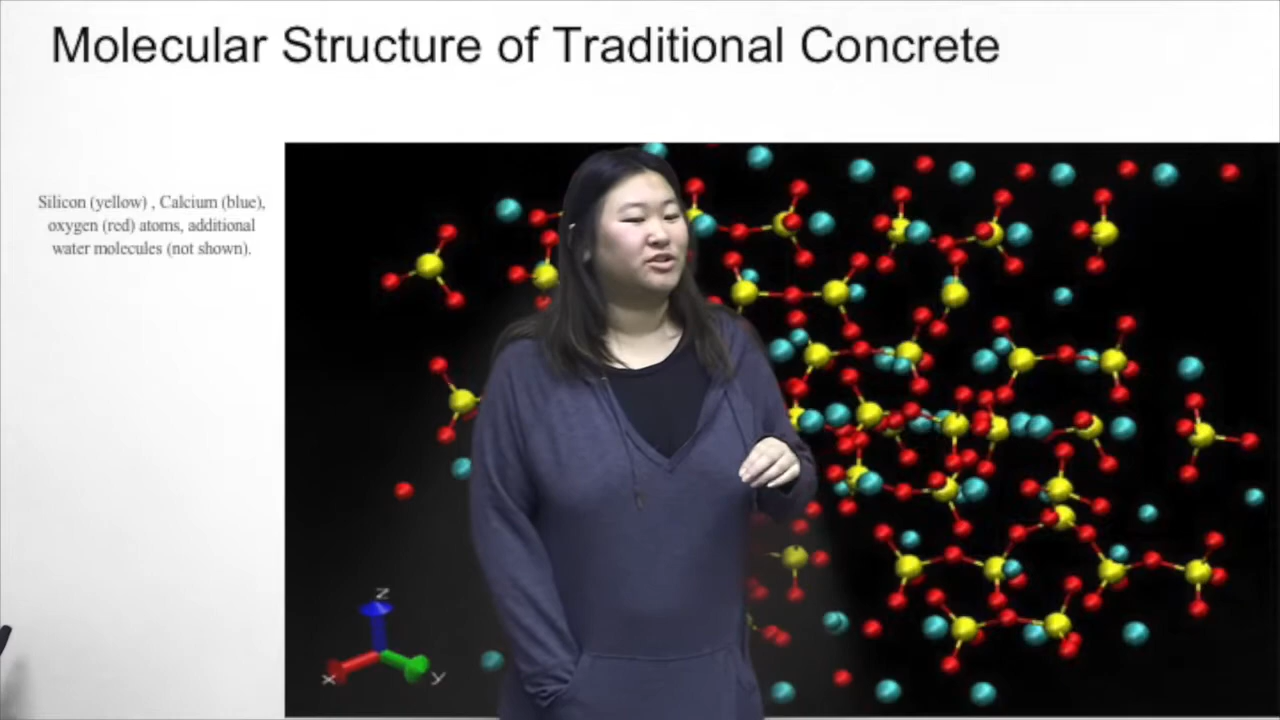 Molecular Structure of Traditional Concrete
Silicon (yellow) , Calcium (blue),
oxygen (red) atoms, additional
water molecules (not shown).
Z
X
Y